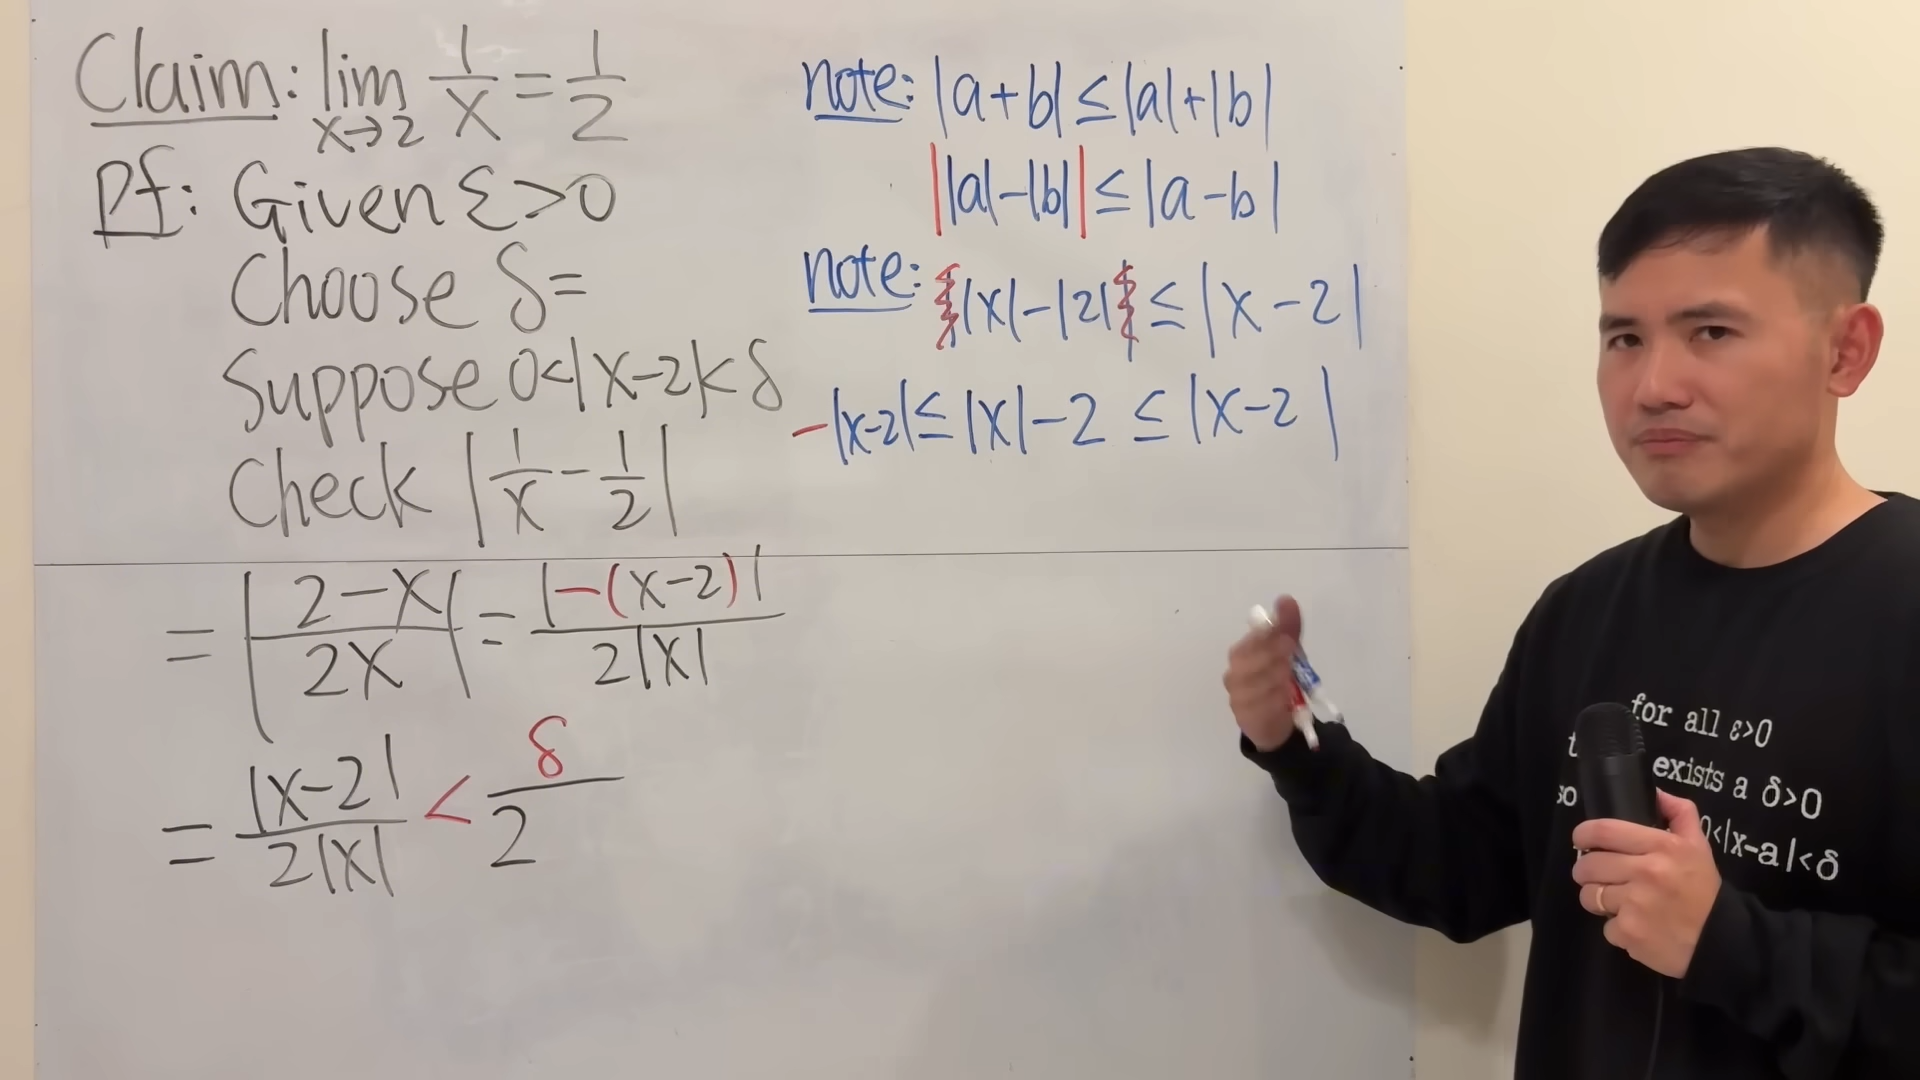 Claim: lim x→2 1/x = 1/2
Pf: Given ε>0
Choose δ=
Suppose 0<|x-2|<δ
Check |1/x - 1/2|
= |2-x / 2x| = |-(x-2)| / 2|x|
= |x-2| / 2|x| < δ / 2
note: |a+b| ≤ |a|+|b|
||a|-|b|| ≤ |a-b|
note: ||x|-|2|| ≤ |x-2|
-|x-2| ≤ |x|-2 ≤ |x-2|
for all ε>0
exists a δ>0
so
0<|x-a|<δ